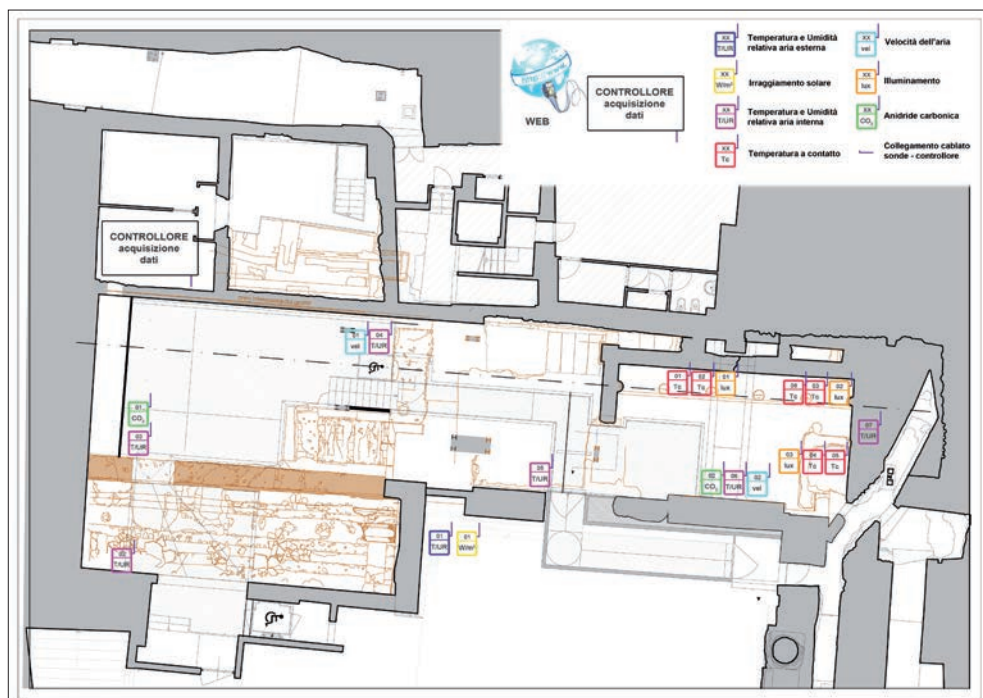 http://www.
WEB
CONTROLLORE
acquisizione
dati
XX
T/UR
Temperatura e Umidità
relativa aria esterna
XX
W/m²
Irraggiamento solare
XX
T/UR
Temperatura e Umidità
relativa aria interna
XX
Tc
Temperatura a contatto
XX
vel
Velocità dell'aria
XX
lux
Illuminamento
XX
CO₂
Anidride carbonica
Collegamento cablato
sonde - controllore
CONTROLLORE
acquisizione
dati
01
vel
04
T/UR
01
Tc
02
Tc
01
lux
Tc
03
Tc
02
lux
01
CO₂
03
T/UR
07
T/UR
03
lux
04
Tc
05
Tc
05
T/UR
02
CO₂
06
T/UR
02
vel
01
T/UR
01
W/m²
T/UR